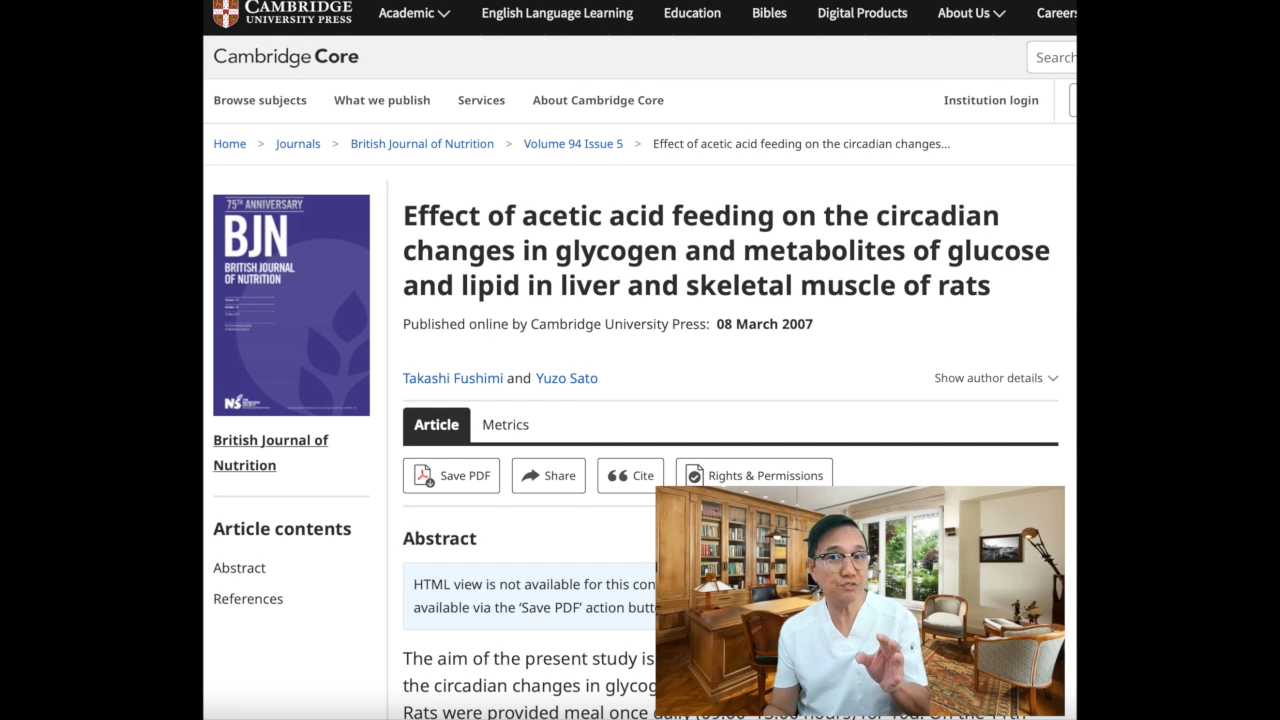 CAMBRIDGE
UNIVERSITY PRESS
Academic
English Language Learning
Education
Bibles
Digital Products
About Us
Careers
Cambridge Core
Search
Browse subjects
What we publish
Services
About Cambridge Core
Institution login
Home > Journals > British Journal of Nutrition > Volume 94 Issue 5 > Effect of acetic acid feeding on the circadian changes...
75TH ANNIVERSARY
BJN
BRITISH JOURNAL
OF NUTRITION
NS
British Journal of
Nutrition
Article contents
Abstract
References
Effect of acetic acid feeding on the circadian
changes in glycogen and metabolites of glucose
and lipid in liver and skeletal muscle of rats
Published online by Cambridge University Press: 08 March 2007
Takashi Fushimi and Yuzo Sato
Show author details
Article
Metrics
Save PDF
Share
Cite
Rights & Permissions
Abstract
HTML view is not available for this con
available via the ‘Save PDF’ action butt
The aim of the present study is
the circadian changes in glycog
Rats were provided meal once